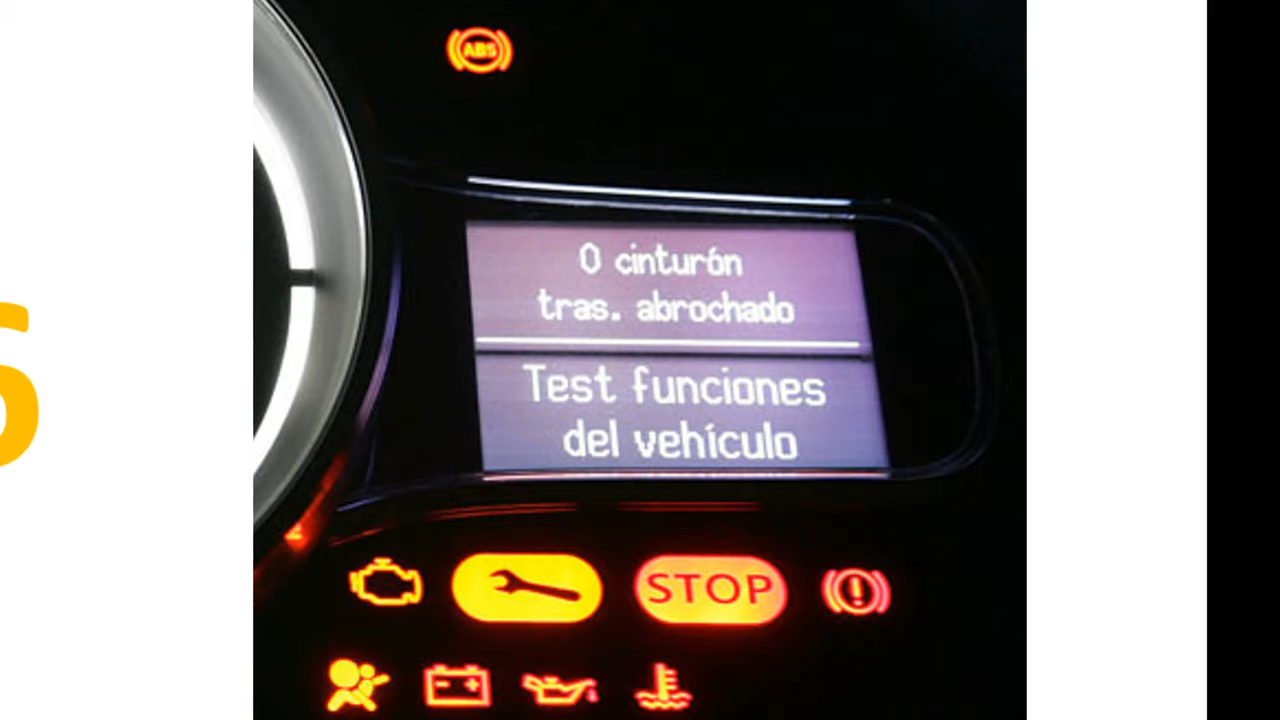 ABS
0 cinturón
tras. abrochado
Test funciones
del vehículo
STOP